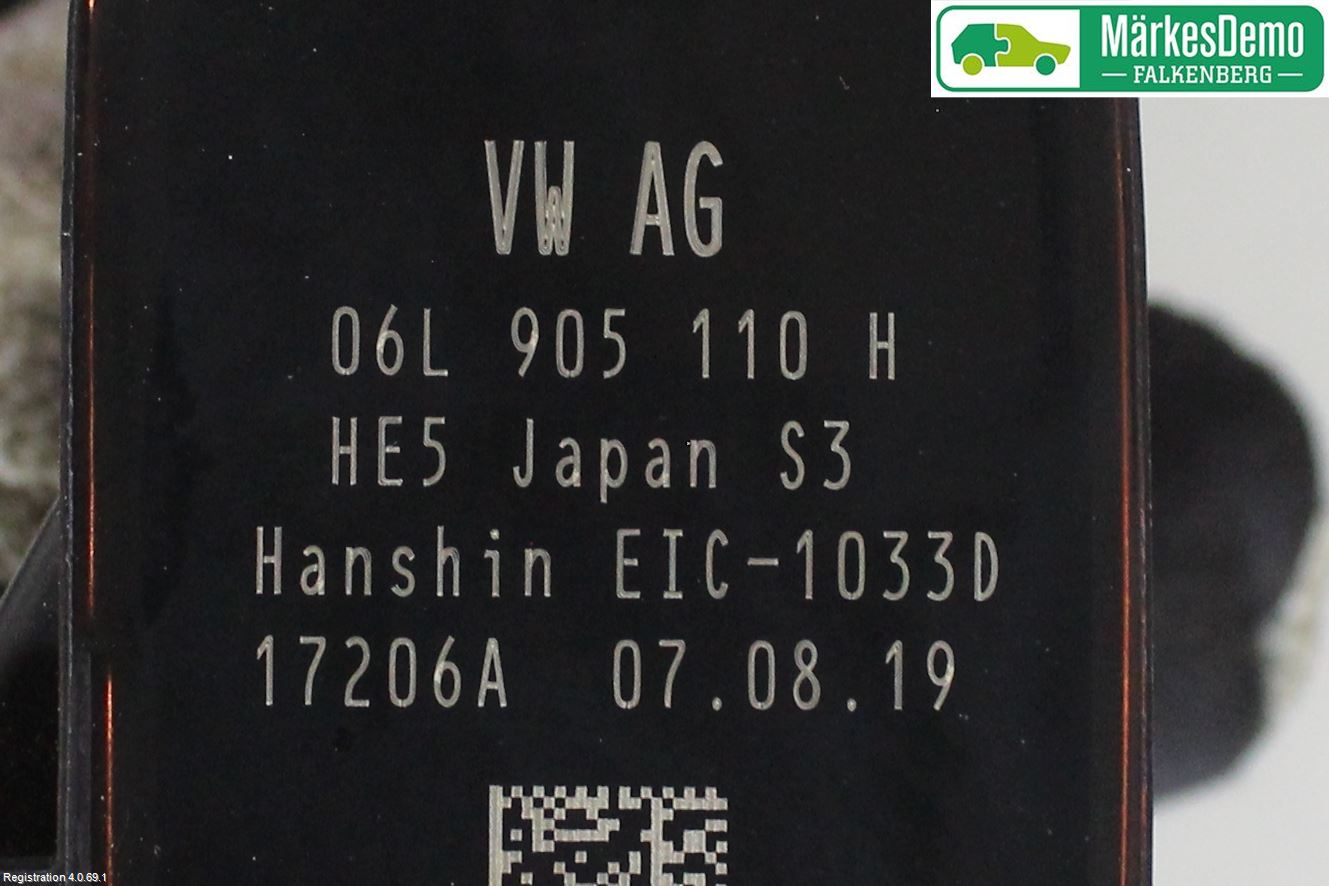 MärkesDemo
FALKENBERG
VW AG
06L 905 110 H
HE5 Japan S3
Hanshin EIC-1033D
17206A 07.08.19
Registration 4.0.69.1